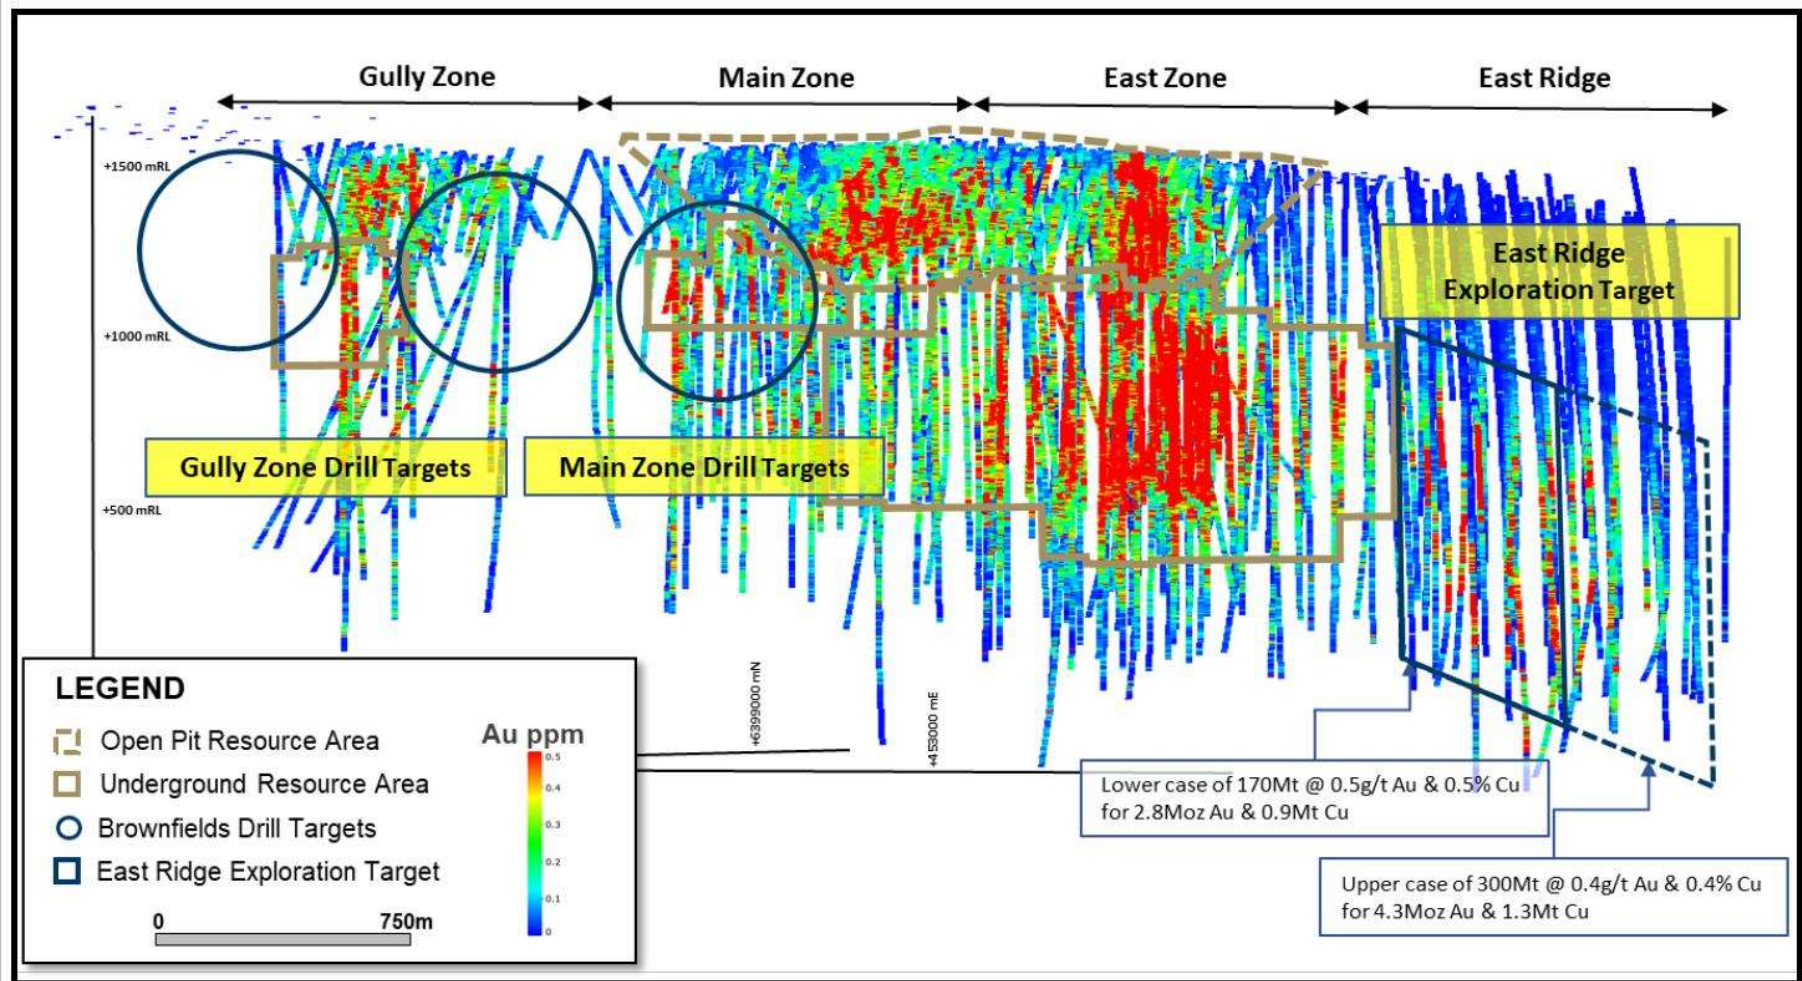 Gully Zone
Main Zone
East Zone
East Ridge
+1500 mRL
East Ridge
Exploration Target
+1000 mRL
Gully Zone Drill Targets
Main Zone Drill Targets
+500 mRL
+6399000 mN
+453000 mE
LEGEND
Open Pit Resource Area
Underground Resource Area
Brownfields Drill Targets
East Ridge Exploration Target
0
750m
Au ppm
0.5
0.4
0.3
0.2
0.1
0
Lower case of 170Mt @ 0.5g/t Au & 0.5% Cu
for 2.8Moz Au & 0.9Mt Cu
Upper case of 300Mt @ 0.4g/t Au & 0.4% Cu
for 4.3Moz Au & 1.3Mt Cu